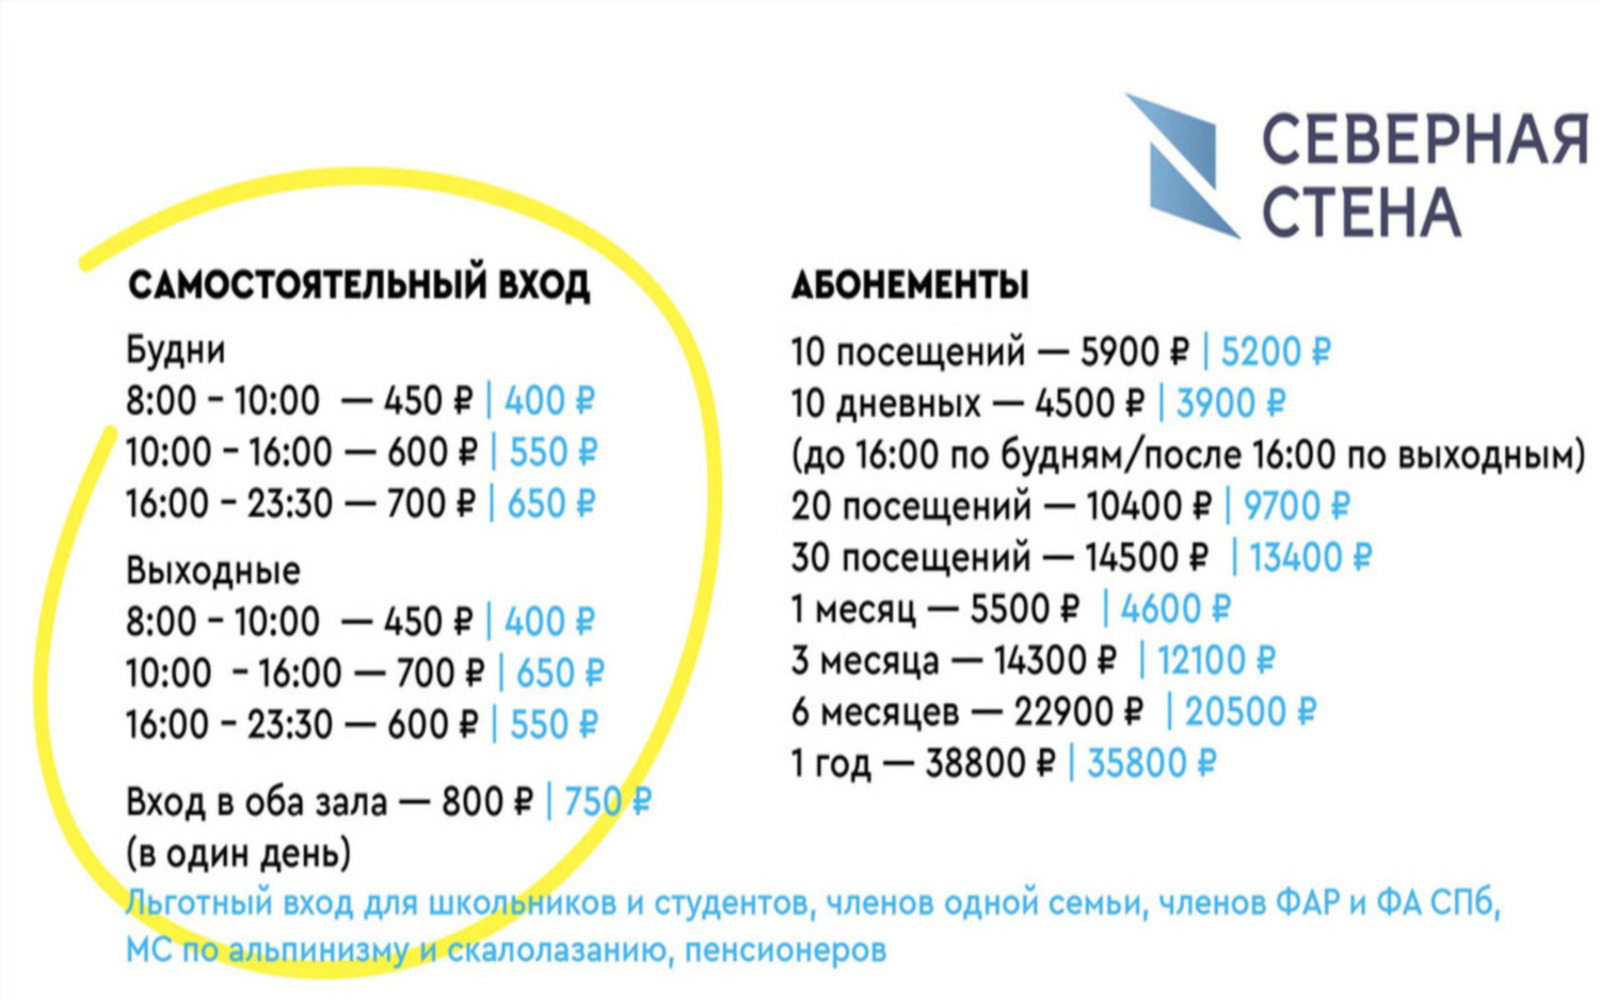 СЕВЕРНАЯ
СТЕНА
САМОСТОЯТЕЛЬНЫЙ ВХОД
Будни
8:00 – 10:00 — 450 ₽ | 400 ₽
10:00 – 16:00 — 600 ₽ | 550 ₽
16:00 – 23:30 — 700 ₽ | 650 ₽
Выходные
8:00 – 10:00 — 450 ₽ | 400 ₽
10:00 – 16:00 — 700 ₽ | 650 ₽
16:00 – 23:30 — 600 ₽ | 550 ₽
Вход в оба зала — 800 ₽ | 750 ₽
(в один день)
АБОНЕМЕНТЫ
10 посещений — 5900 ₽ | 5200 ₽
10 дневных — 4500 ₽ | 3900 ₽
(до 16:00 по будням/после 16:00 по выходным)
20 посещений — 10400 ₽ | 9700 ₽
30 посещений — 14500 ₽ | 13400 ₽
1 месяц — 5500 ₽ | 4600 ₽
3 месяца — 14300 ₽ | 12100 ₽
6 месяцев — 22900 ₽ | 20500 ₽
1 год — 38800 ₽ | 35800 ₽
Льготный вход для школьников и студентов, членов одной семьи, членов ФАР и ФА СПб,
МС по альпинизму и скалолазанию, пенсионеров